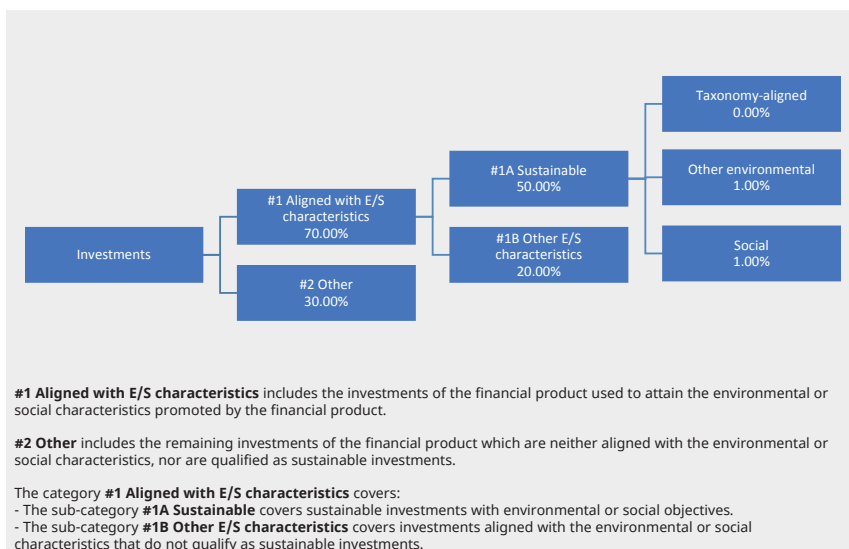 Taxonomy-aligned
0.00%
#1A Sustainable
50.00%
Other environmental
1.00%
#1 Aligned with E/S
characteristics
70.00%
#1B Other E/S
characteristics
20.00%
Social
1.00%
Investments
#2 Other
30.00%
#1 Aligned with E/S characteristics includes the investments of the financial product used to attain the environmental or
social characteristics promoted by the financial product.
#2 Other includes the remaining investments of the financial product which are neither aligned with the environmental or
social characteristics, nor are qualified as sustainable investments.
The category #1 Aligned with E/S characteristics covers:
- The sub-category #1A Sustainable covers sustainable investments with environmental or social objectives.
- The sub-category #1B Other E/S characteristics covers investments aligned with the environmental or social
characteristics that do not qualify as sustainable investments.